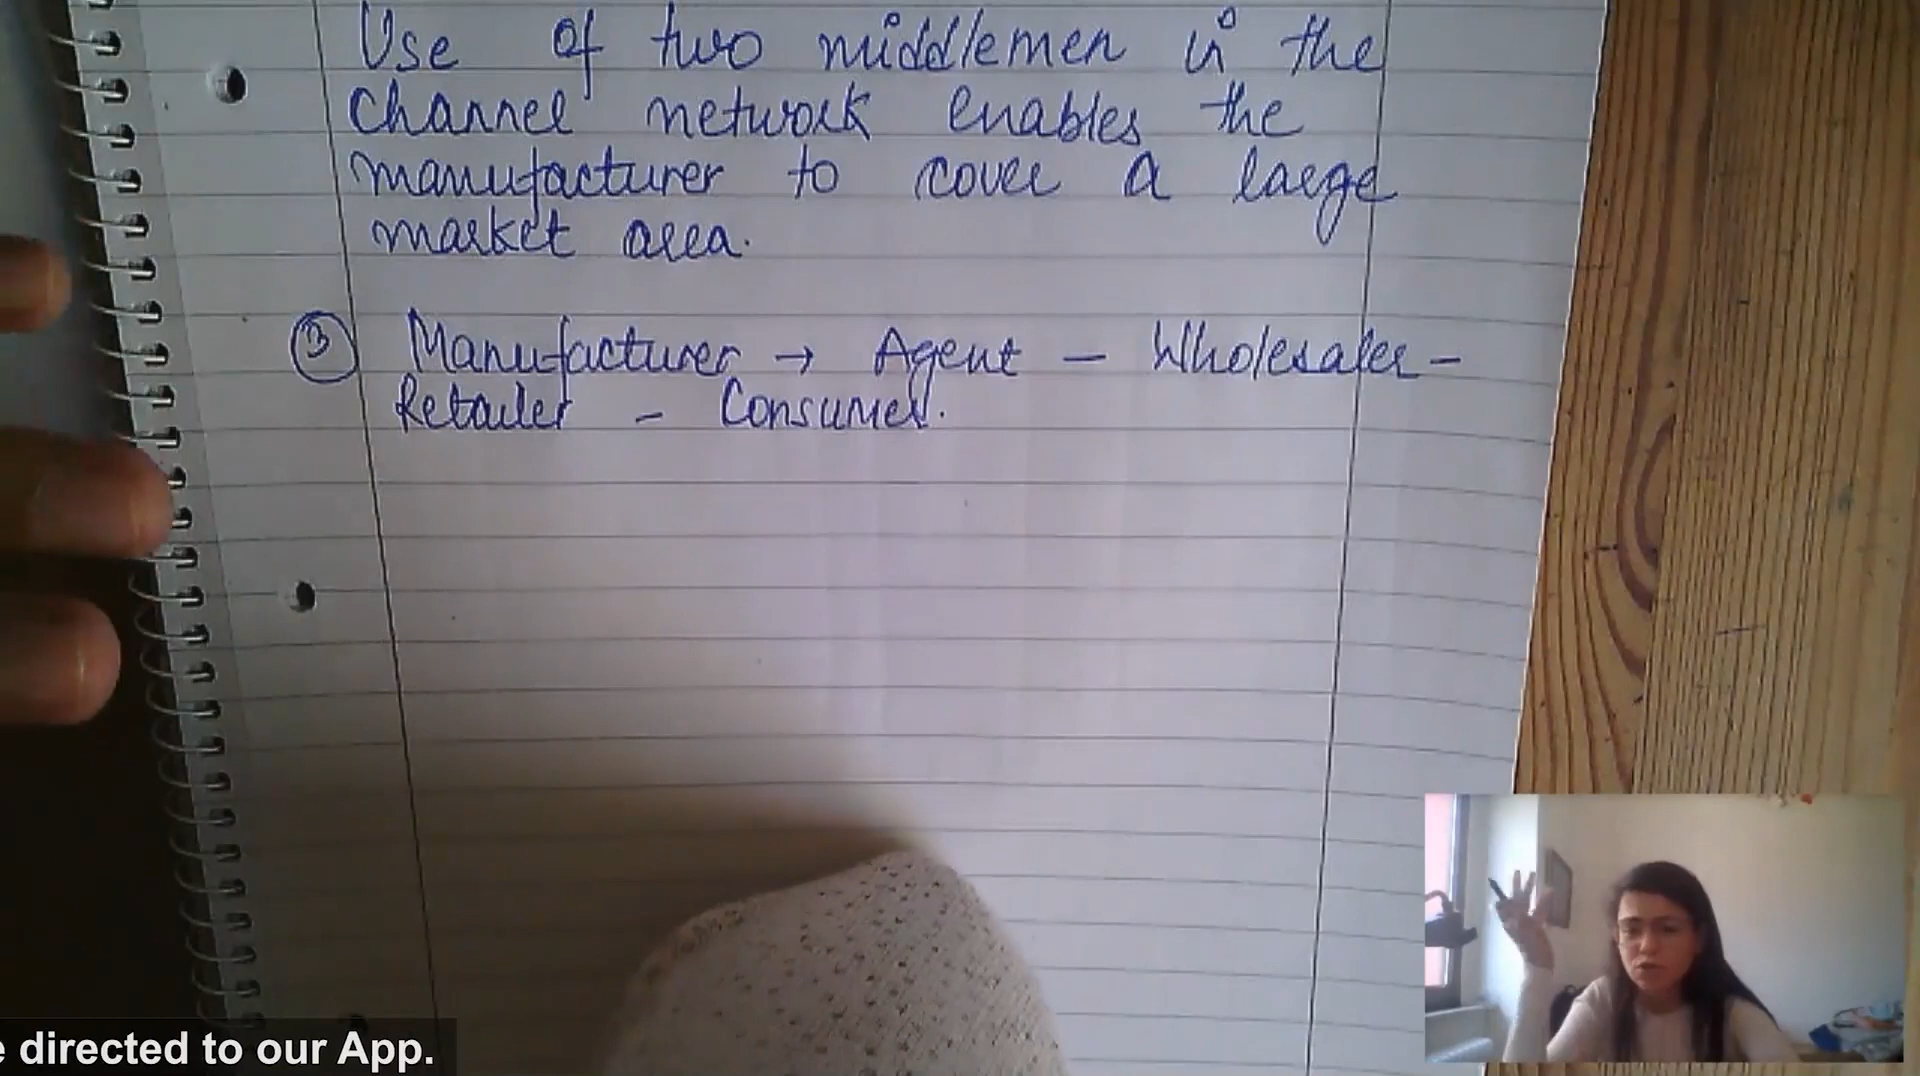 Use of two middlemen in the
channel network enables the
manufacturer to cover a large
market area.
③ Manufacturer → Agent – Wholesaler –
Retailer – Consumer.
e directed to our App.